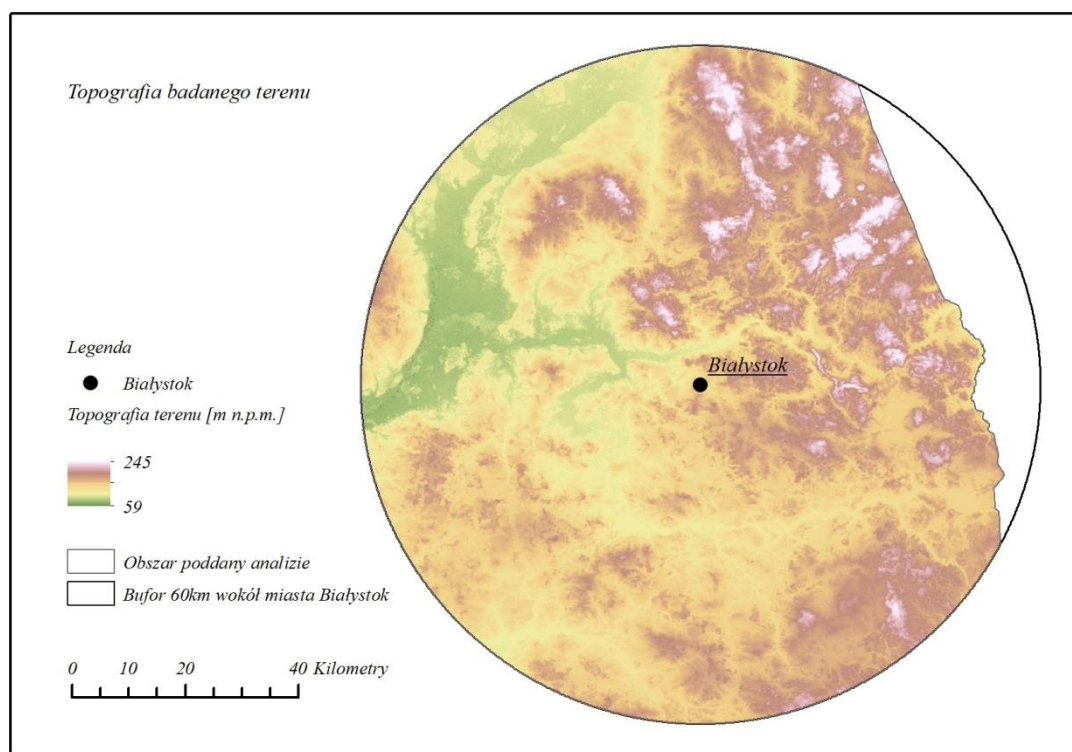 Topografia badanego terenu
Białystok
Legenda
Białystok
Topografia terenu [m n.p.m.]
245
59
Obszar poddany analizie
Bufor 60km wokół miasta Białystok
0 10 20 40 Kilometry